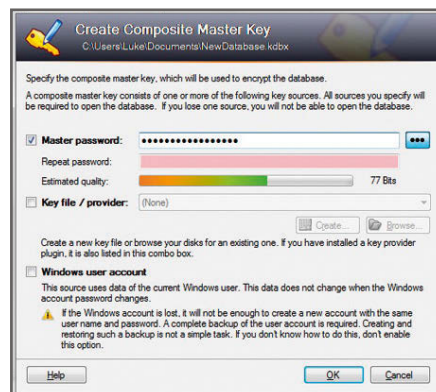 Create Composite Master Key
C:\Users\Luke\Documents\NewDatabase.kdbx
Specify the composite master key, which will be used to encrypt the database.
A composite master key consists of one or more of the following key sources. All sources you specify will
be required to open the database. If you lose one source, you will not be able to open the database.
Master password: •••••••••••••••••
Repeat password:
Estimated quality: 77 Bits
Key file / provider: (None)
Create... Browse...
Create a new key file or browse your disks for an existing one. If you have installed a key provider
plugin, it is also listed in this combo box.
Windows user account
This source uses data of the current Windows user. This data does not change when the Windows
account password changes.
If the Windows account is lost, it will not be enough to create a new account with the same
user name and password. A complete backup of the user account is required. Creating and
restoring such a backup is not a simple task. If you don't know how to do this, don't enable
this option.
Help OK Cancel